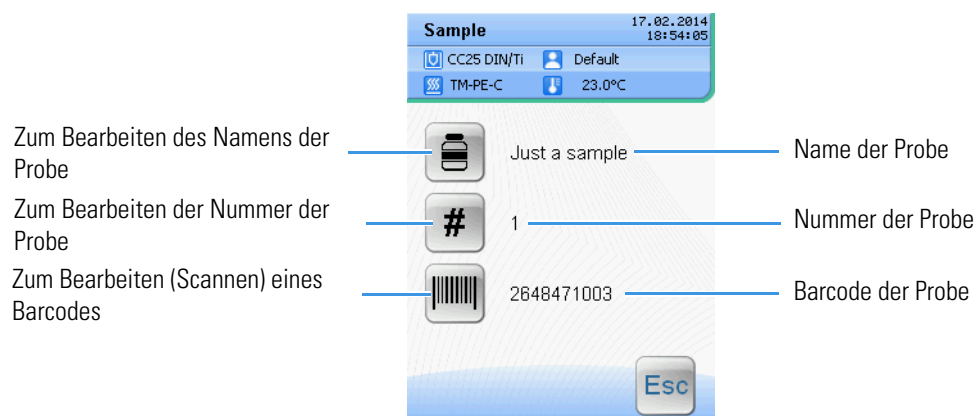 Sample
17.02.2014
18:54:05
CC25 DIN/Ti
Default
TM-PE-C
23.0°C
Zum Bearbeiten des Namens der
Probe
Just a sample
Name der Probe
Zum Bearbeiten der Nummer der
Probe
#
1
Nummer der Probe
Zum Bearbeiten (Scannen) eines
Barcodes
2648471003
Barcode der Probe
Esc